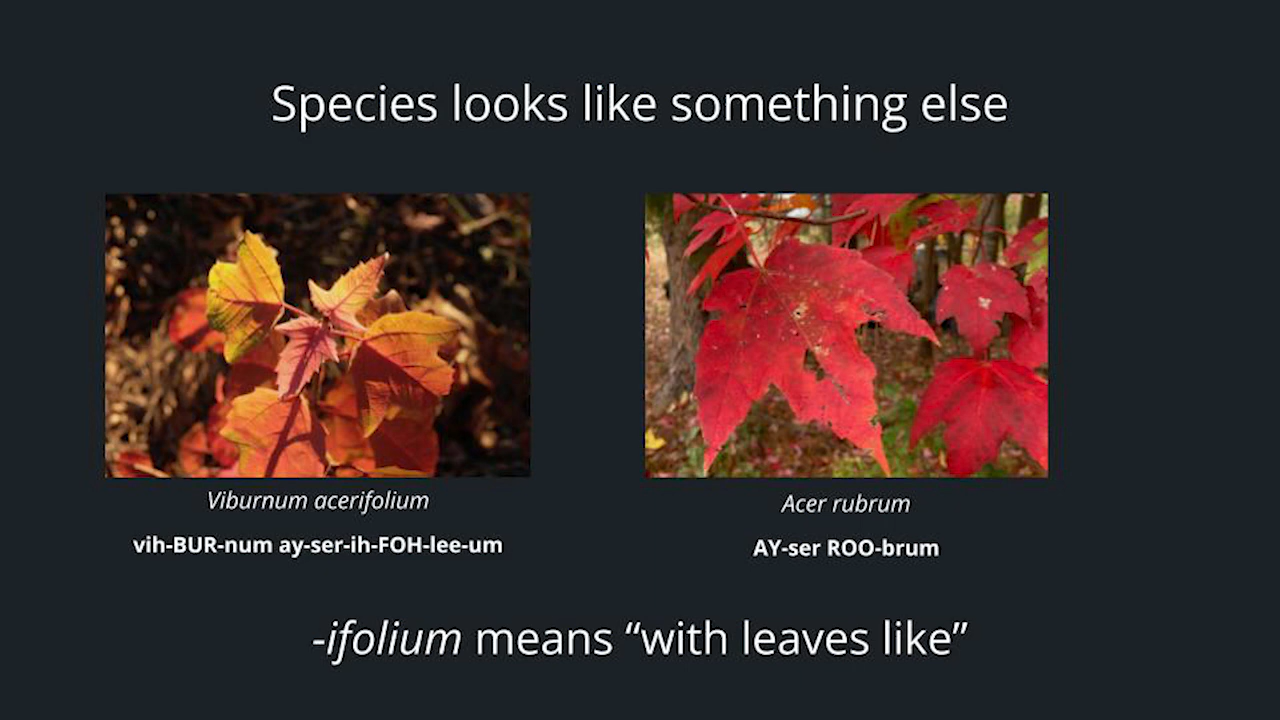 Species looks like something else
Viburnum acerifolium
vih-BUR-num ay-ser-ih-FOH-lee-um
Acer rubrum
AY-ser ROO-brum
-ifolium means “with leaves like”